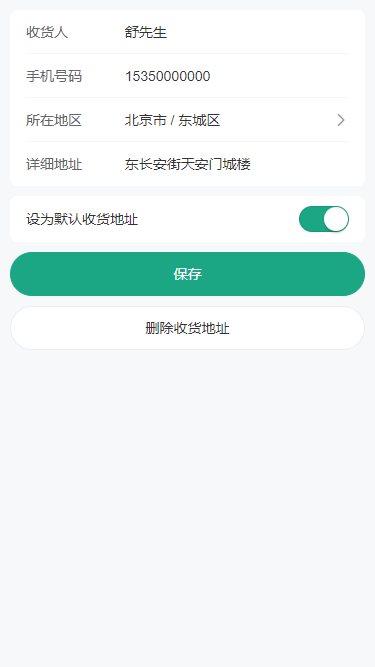 收货人 舒先生
手机号码 15350000000
所在地区 北京市 / 东城区
详细地址 东长安街天安门城楼
设为默认收货地址
保存
删除收货地址